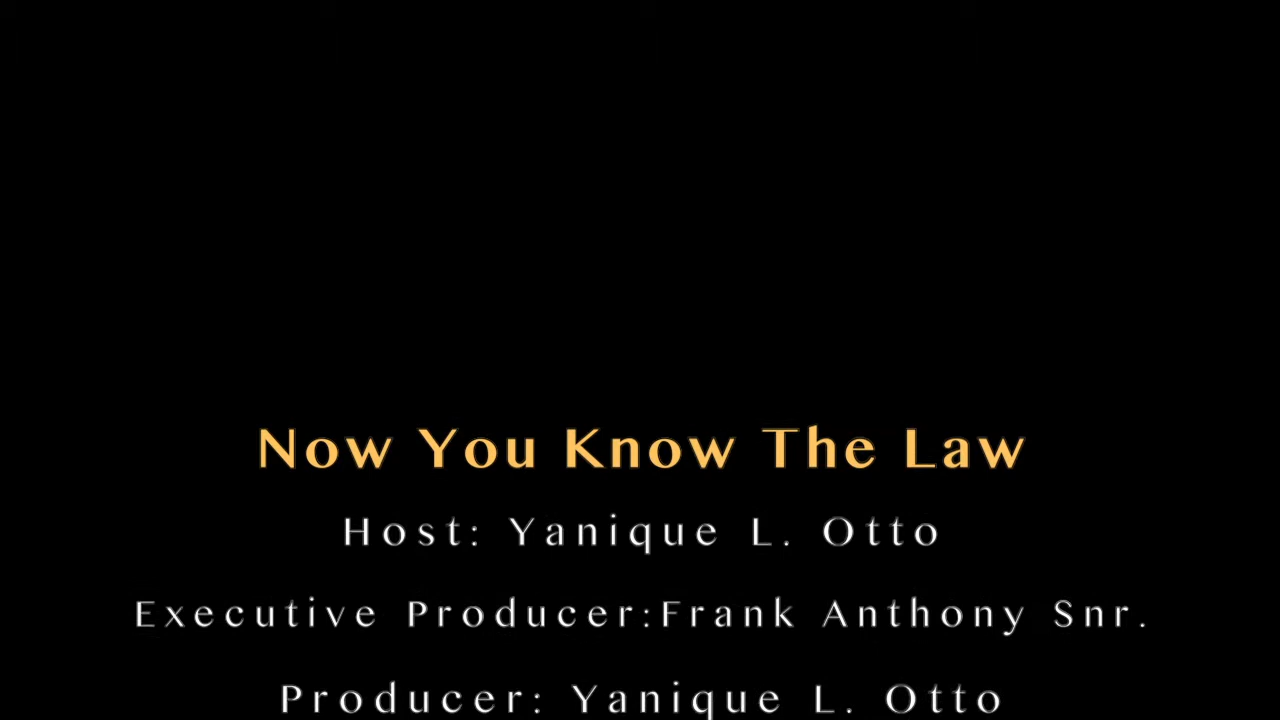 Now You Know The Law
Host: Yanique L. Otto
Executive Producer:Frank Anthony Snr.
Producer: Yanique L. Otto